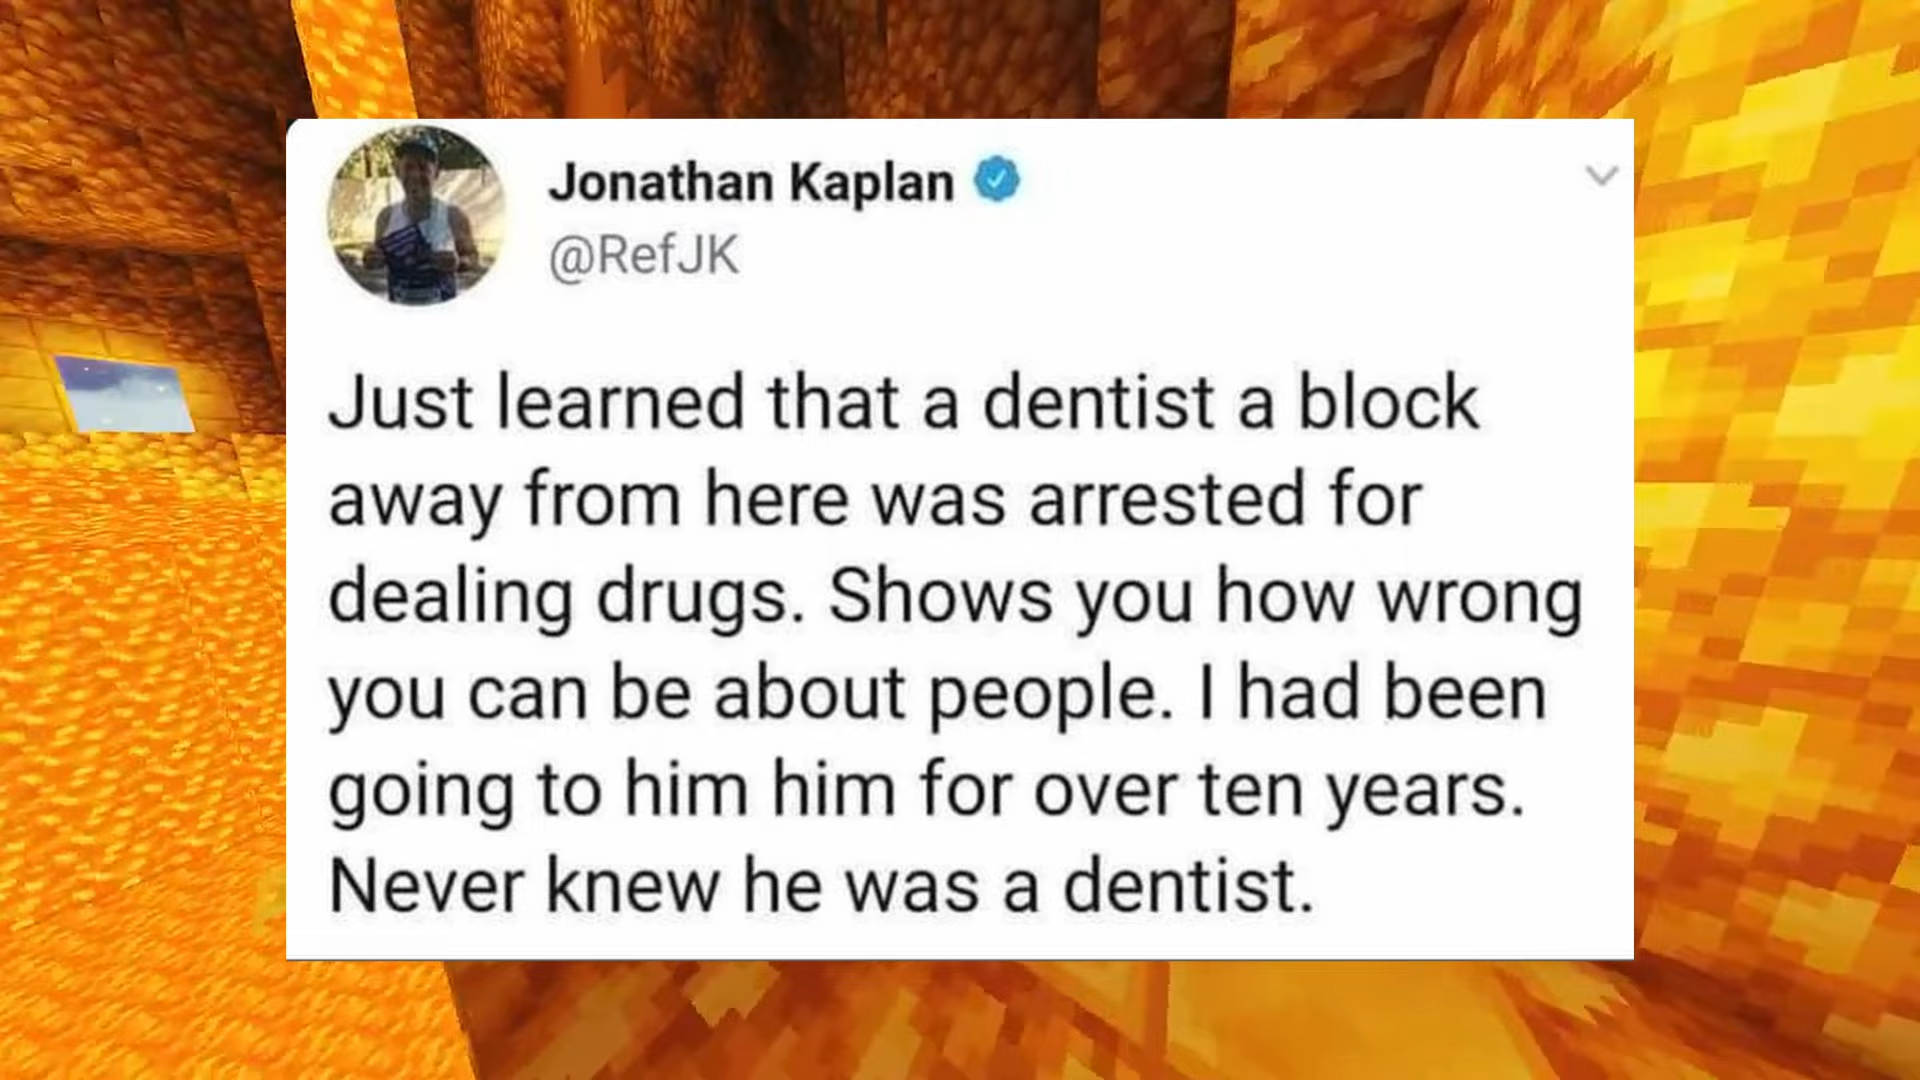 Jonathan Kaplan
@RefJK
Just learned that a dentist a block
away from here was arrested for
dealing drugs. Shows you how wrong
you can be about people. I had been
going to him him for over ten years.
Never knew he was a dentist.